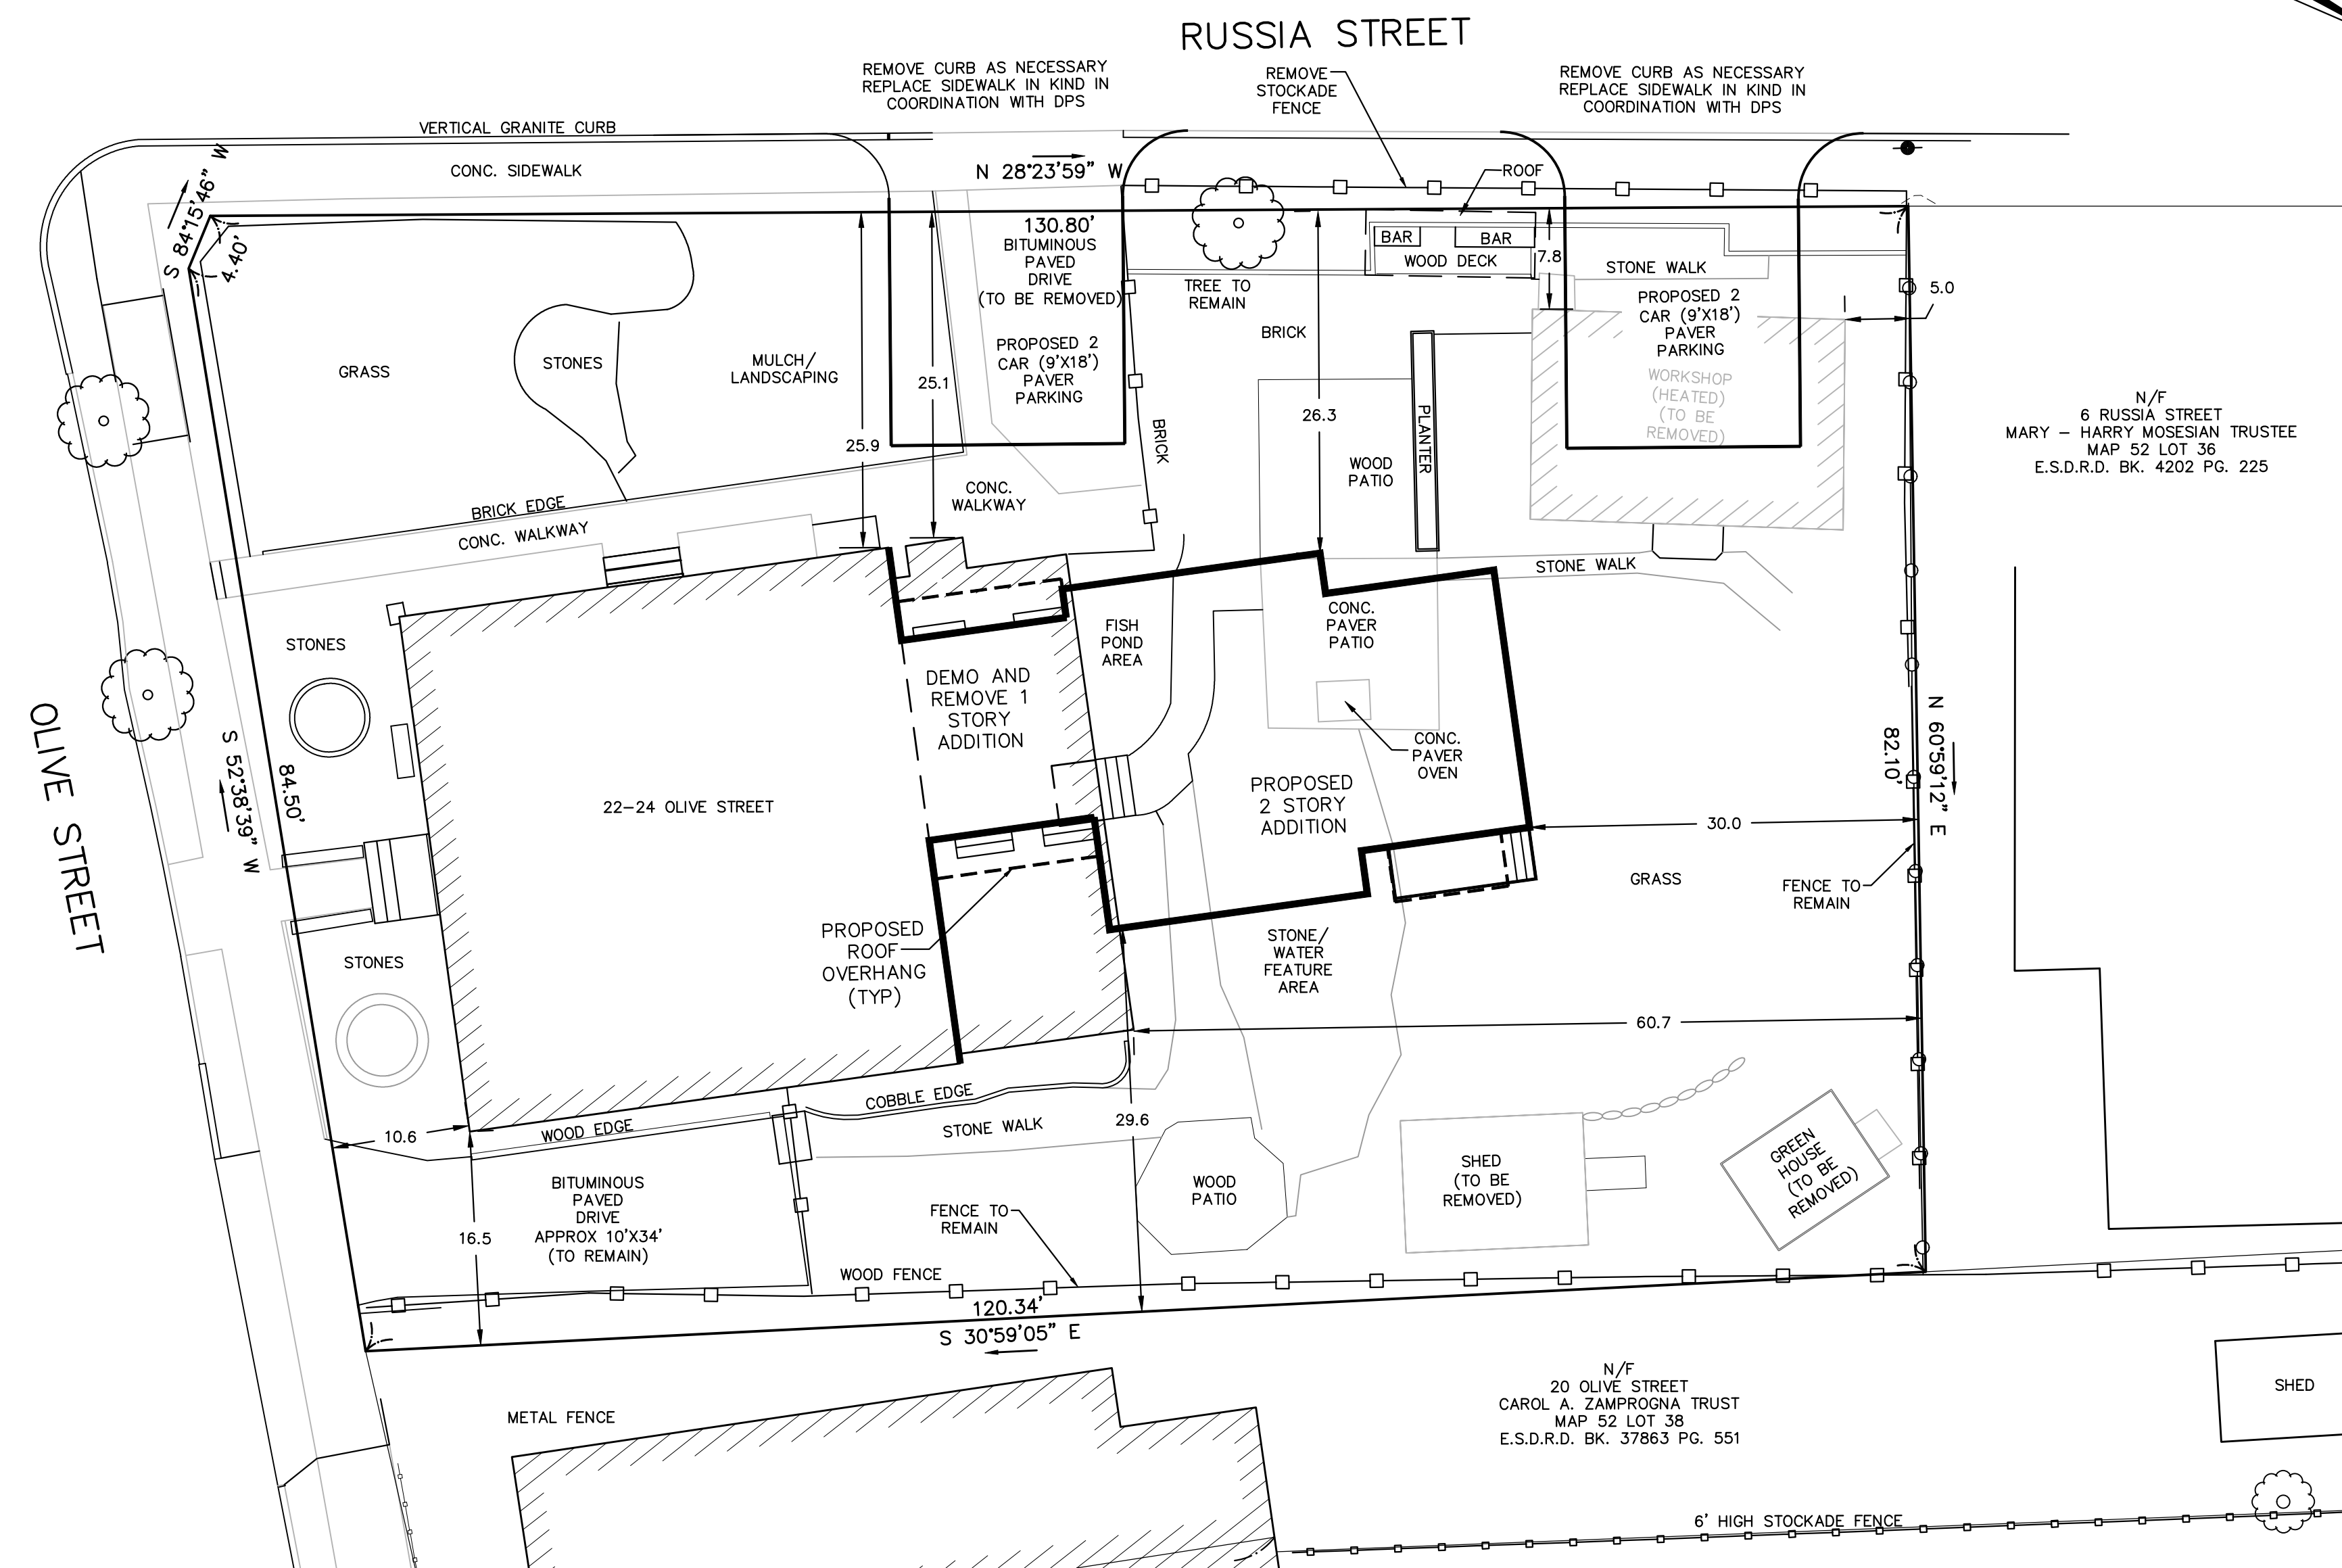 RUSSIA STREET
REMOVE CURB AS NECESSARY
REPLACE SIDEWALK IN KIND IN
COORDINATION WITH DPS
REMOVE
STOCKADE
FENCE
REMOVE CURB AS NECESSARY
REPLACE SIDEWALK IN KIND IN
COORDINATION WITH DPS
VERTICAL GRANITE CURB
CONC. SIDEWALK
N 28°23'59" W
130.80'
ROOF
S 84°15'46" W
4.40'
BITUMINOUS
PAVED
DRIVE
(TO BE REMOVED)
PROPOSED 2
CAR (9'X18')
PAVER
PARKING
TREE TO
REMAIN
BAR
BAR
WOOD DECK
7.8
STONE WALK
PROPOSED 2
CAR (9'X18')
PAVER
PARKING
WORKSHOP
(HEATED)
(TO BE
REMOVED)
5.0
GRASS
STONES
MULCH/
LANDSCAPING
25.9
25.1
BRICK
BRICK
26.3
PLANTER
WOOD
PATIO
N/F
6 RUSSIA STREET
MARY - HARRY MOSESIAN TRUSTEE
MAP 52 LOT 36
E.S.D.R.D. BK. 4202 PG. 225
BRICK EDGE
CONC. WALKWAY
CONC.
WALKWAY
STONE WALK
STONES
FISH
POND
AREA
CONC.
PAVER
PATIO
DEMO AND
REMOVE 1
STORY
ADDITION
CONC.
PAVER
OVEN
PROPOSED
2 STORY
ADDITION
22-24 OLIVE STREET
OLIVE STREET
S 52°38'39" W
84.50'
82.10'
N 60°59'12" E
30.0
GRASS
FENCE TO
REMAIN
PROPOSED
ROOF
OVERHANG
(TYP)
STONE/
WATER
FEATURE
AREA
STONES
60.7
COBBLE EDGE
STONE WALK
WOOD EDGE
10.6
29.6
16.5
BITUMINOUS
PAVED
DRIVE
APPROX 10'X34'
(TO REMAIN)
FENCE TO
REMAIN
WOOD
PATIO
SHED
(TO BE
REMOVED)
GREEN
HOUSE
(TO BE
REMOVED)
WOOD FENCE
120.34'
S 30°59'05" E
METAL FENCE
N/F
20 OLIVE STREET
CAROL A. ZAMPROGNA TRUST
MAP 52 LOT 38
E.S.D.R.D. BK. 37863 PG. 551
SHED
6' HIGH STOCKADE FENCE